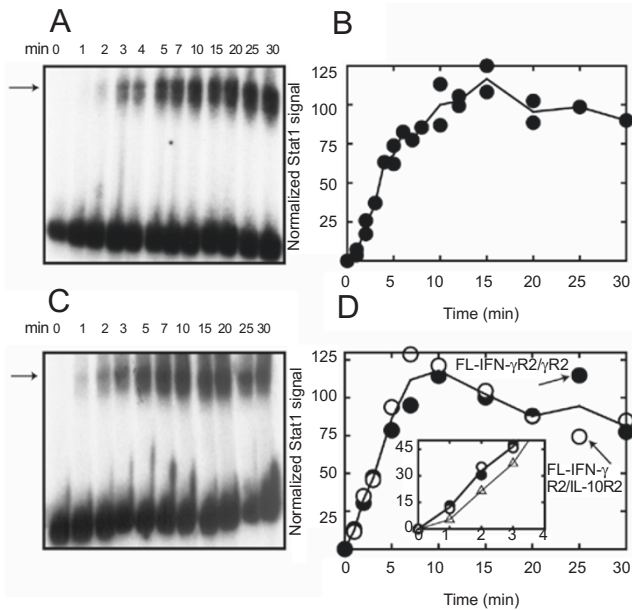 A
min 0 1 2 3 4 5 7 10 15 20 25 30
B
Normalized Stat1 signal
125
100
75
50
25
0 5 10 15 20 25 30
Time (min)
C
min 0 1 2 3 5 7 10 15 20 25 30
D
Normalized Stat1 signal
125
100
75
50
25
FL-IFN-γR2/γR2
FL-IFN-γ
R2/IL-10R2
45
30
15
0
0 1 2 3 4
0 5 10 15 20 25 30
Time (min)